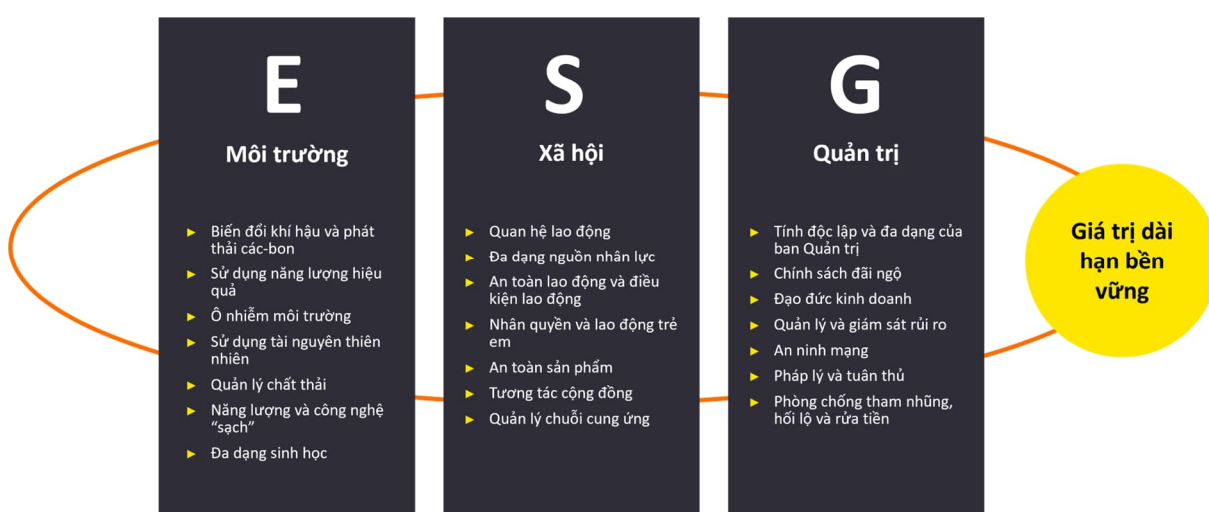 E
Môi trường
► Biến đổi khí hậu và phát
thải các-bon
► Sử dụng năng lượng hiệu
quả
► Ô nhiễm môi trường
► Sử dụng tài nguyên thiên
nhiên
► Quản lý chất thải
► Năng lượng và công nghệ
“sạch”
► Đa dạng sinh học
S
Xã hội
► Quan hệ lao động
► Đa dạng nguồn nhân lực
► An toàn lao động và điều
kiện lao động
► Nhân quyền và lao động trẻ
em
► An toàn sản phẩm
► Tương tác cộng đồng
► Quản lý chuỗi cung ứng
G
Quản trị
► Tính độc lập và đa dạng của
ban Quản trị
► Chính sách đãi ngộ
► Đạo đức kinh doanh
► Quản lý và giám sát rủi ro
► An ninh mạng
► Pháp lý và tuân thủ
► Phòng chống tham nhũng,
hối lộ và rửa tiền
Giá trị dài
hạn bền
vững